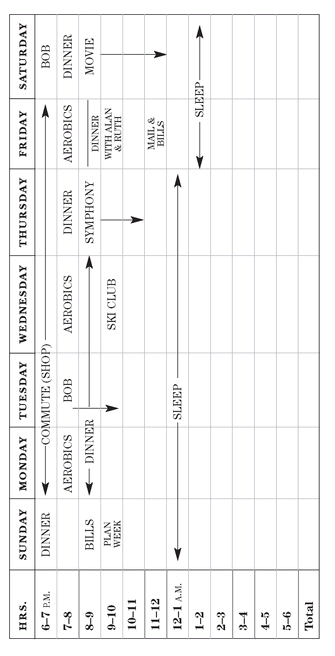 HRS. SUNDAY MONDAY TUESDAY WEDNESDAY THURSDAY FRIDAY SATURDAY
6–7 P.M. DINNER COMMUTE (SHOP) BOB
7–8 AEROBICS BOB AEROBICS DINNER AEROBICS DINNER
8–9 BILLS DINNER SYMPHONY DINNER MOVIE
9–10 PLAN SKI CLUB WITH ALAN
WEEK & RUTH
10–11
11–12 MAIL &
BILLS
12–1 A.M. SLEEP
1–2 SLEEP
2–3
3–4
4–5
5–6
Total